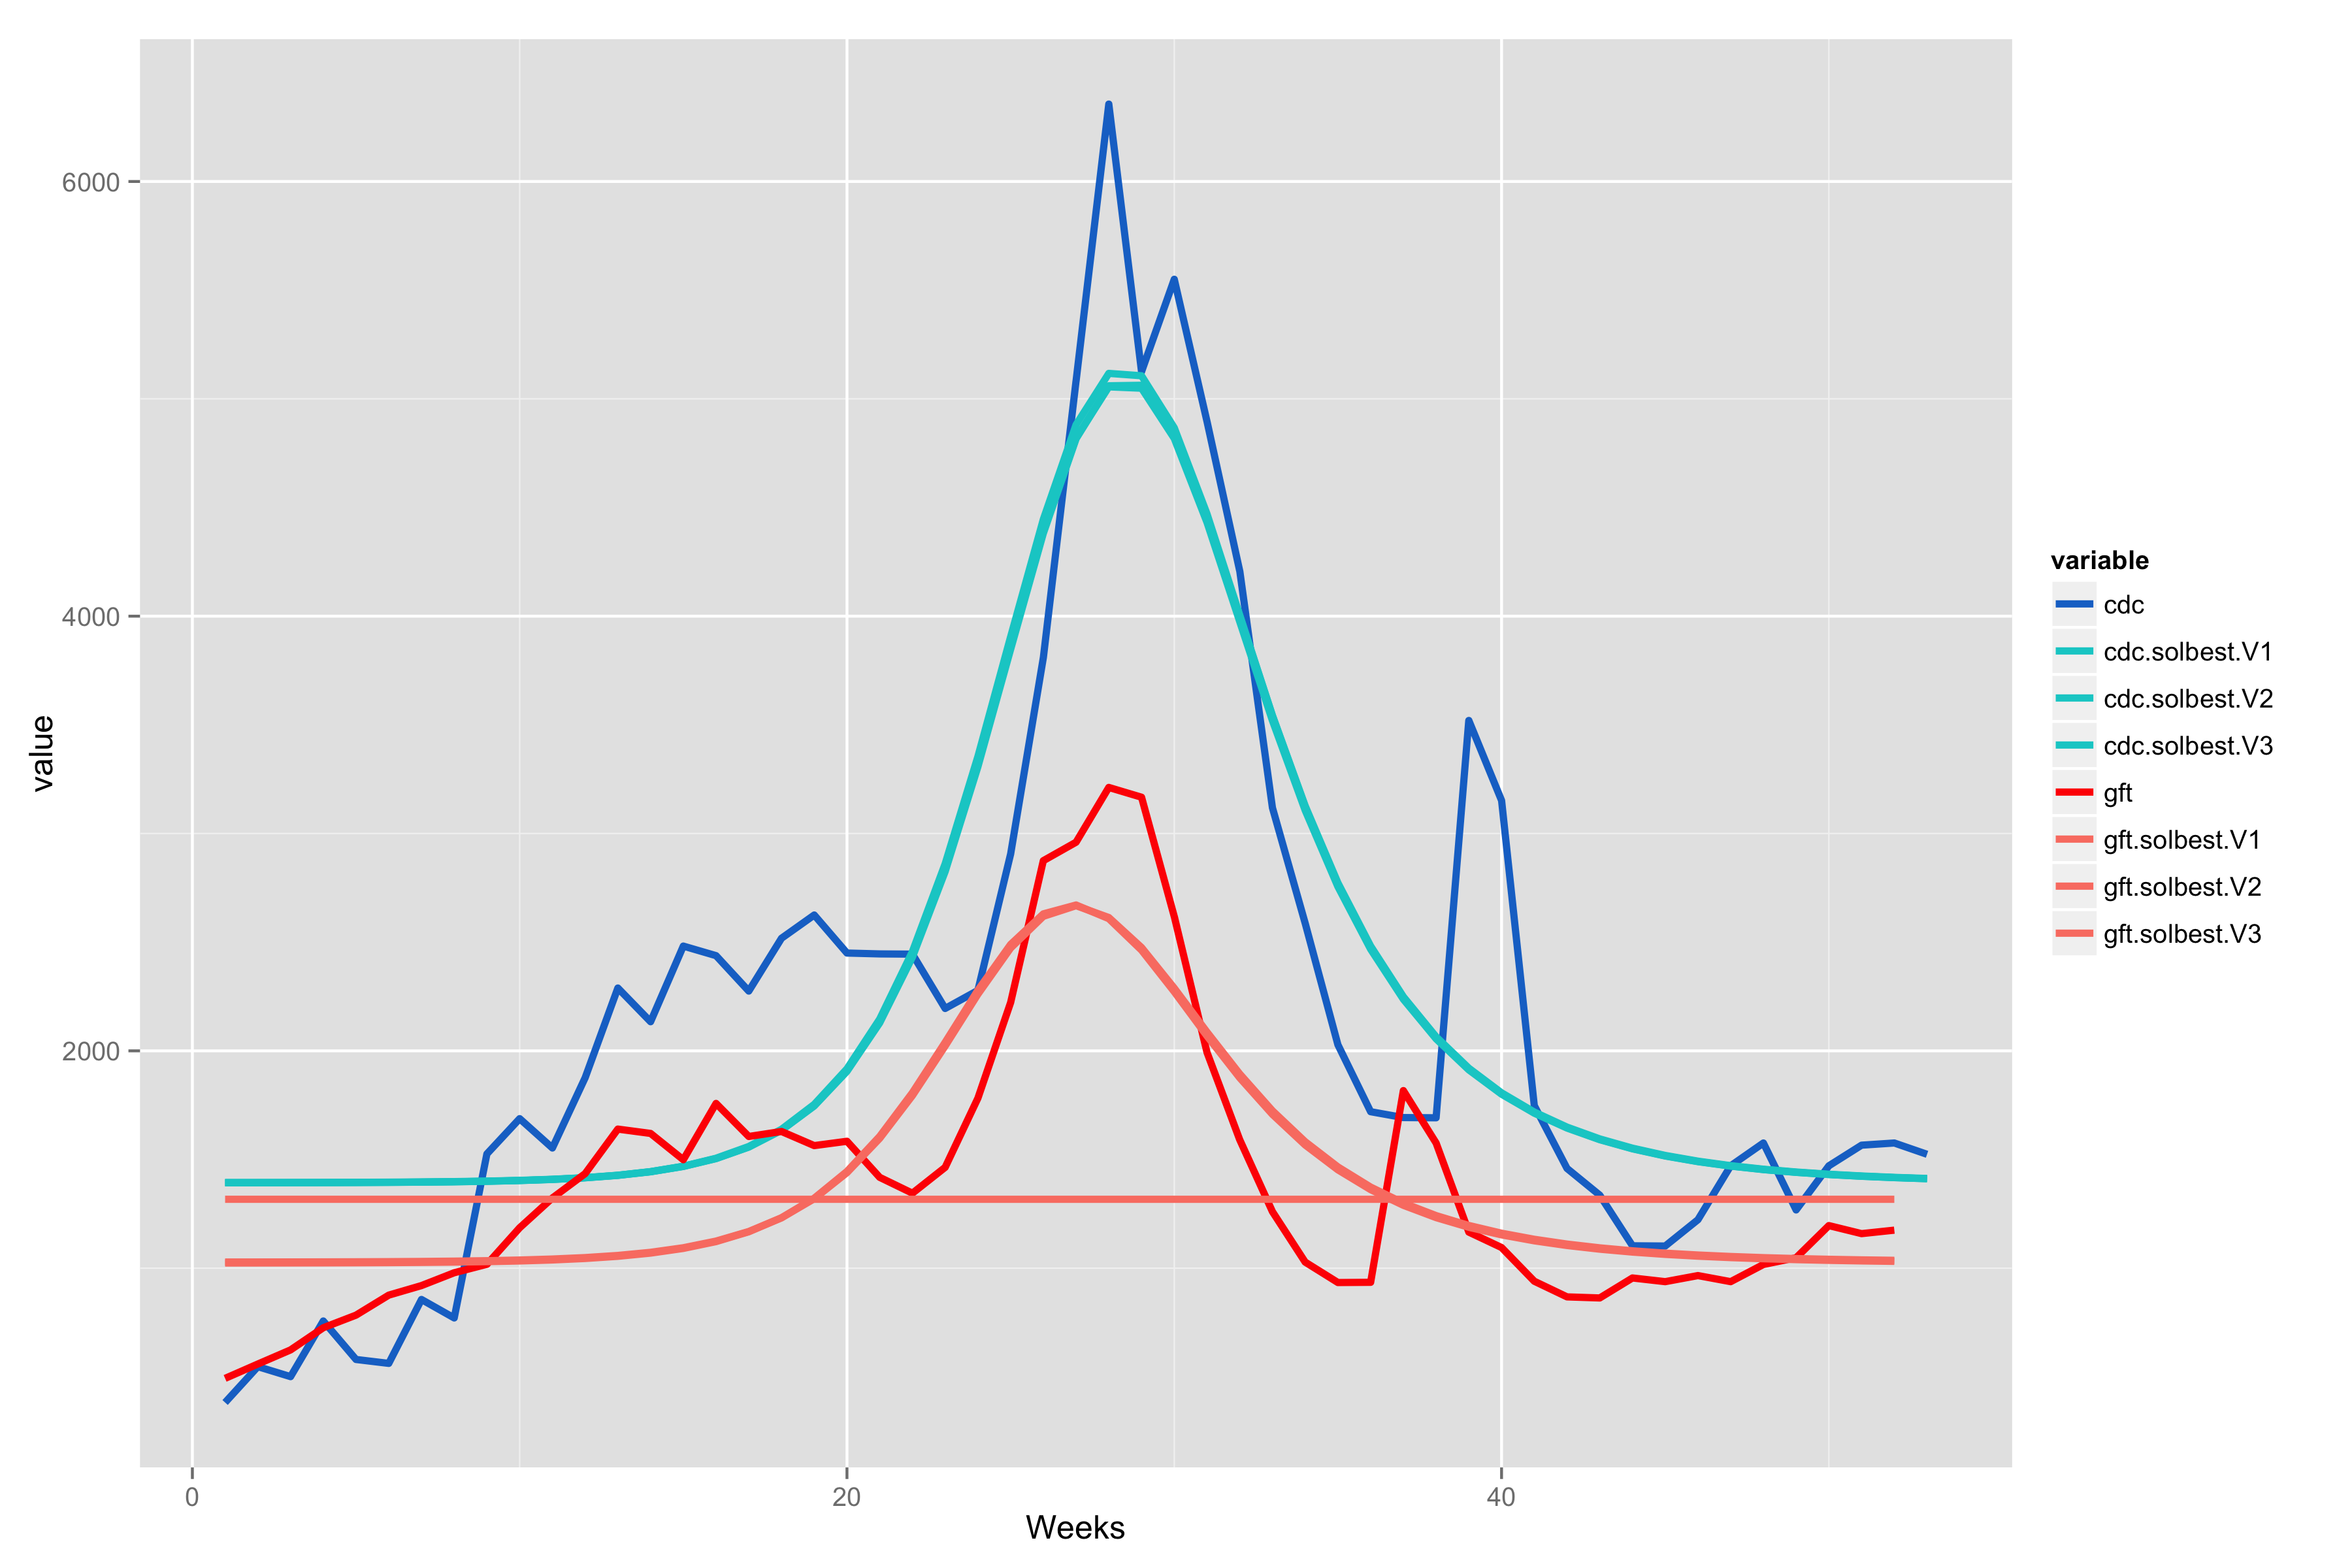 6000
4000
2000
value
0
20
40
Weeks
variable
cdc
cdc.solbest.V1
cdc.solbest.V2
cdc.solbest.V3
gft
gft.solbest.V1
gft.solbest.V2
gft.solbest.V3